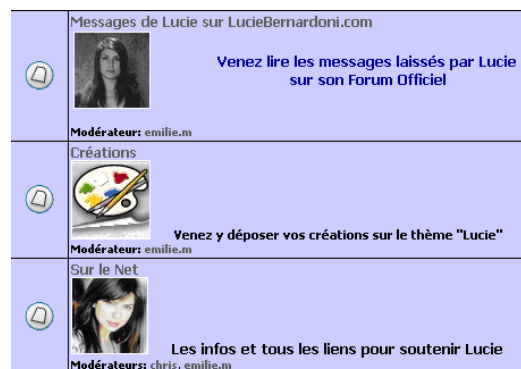 Messages de Lucie sur LucieBernardoni.com
Venez lire les messages laissés par Lucie
sur son Forum Officiel
Modérateur: emilie.m
Créations
Venez y déposer vos créations sur le thème "Lucie"
Modérateur: emilie.m
Sur le Net
Les infos et tous les liens pour soutenir Lucie
Modérateurs: chris, emilie.m